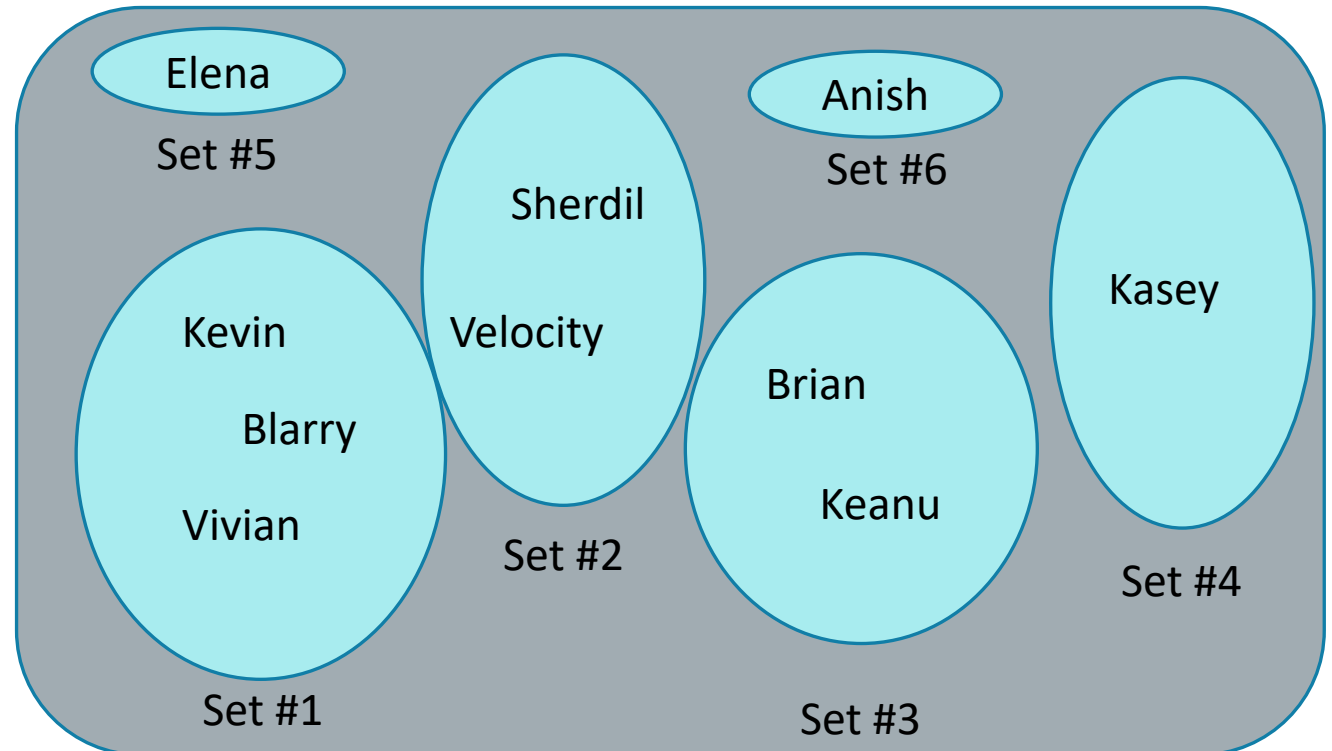 Elena
Set #5
Kevin
Blarry
Vivian
Set #1
Sherdil
Velocity
Set #2
Anish
Set #6
Brian
Keanu
Set #3
Kasey
Set #4